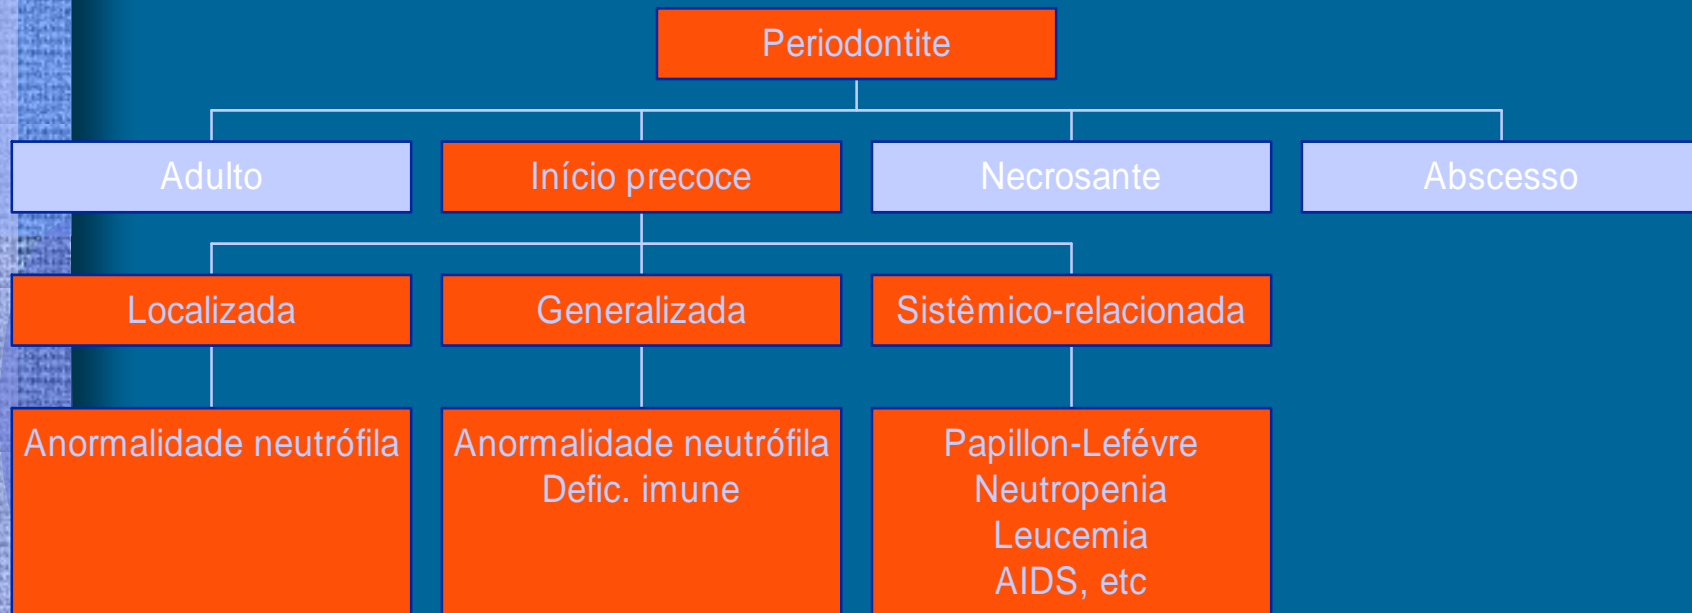 Periodontite
Adulto
Início precoce
Necrosante
Abscesso
Localizada
Generalizada
Sistêmico-relacionada
Anormalidade neutrófila
Anormalidade neutrófila
Defic. imune
Papillon-Lefévre
Neutropenia
Leucemia
AIDS, etc